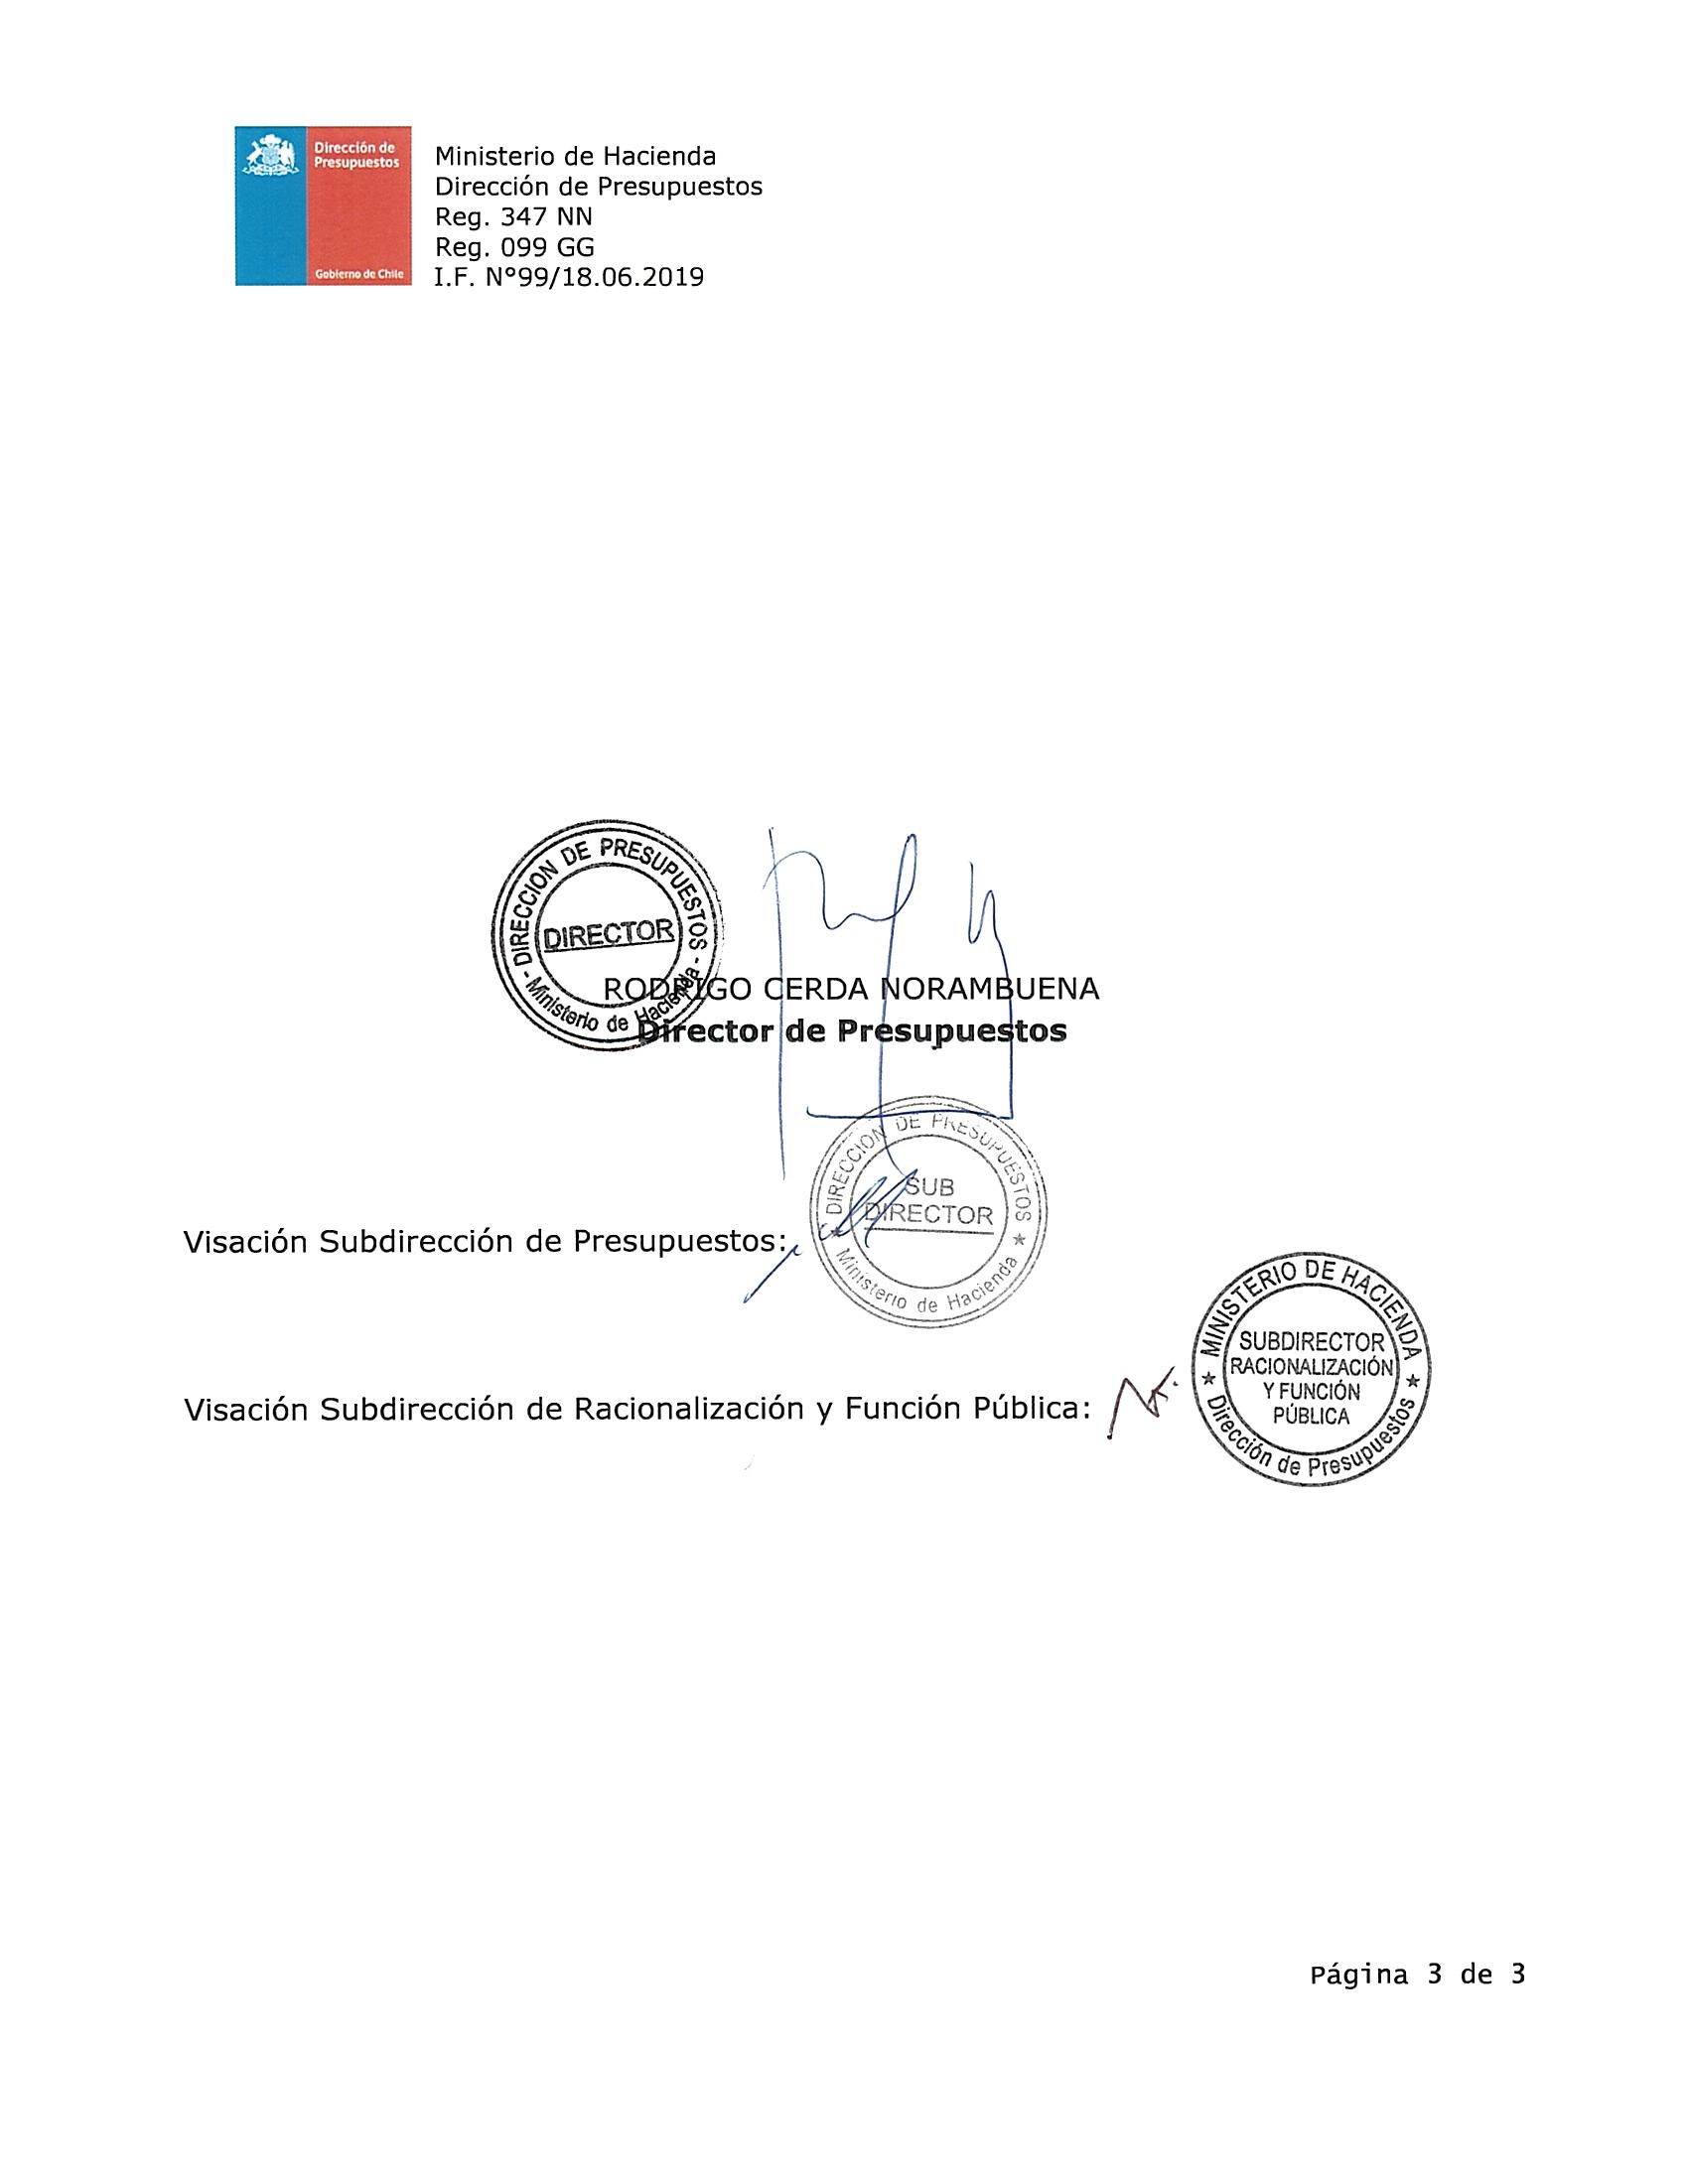 Dirección de
Presupuestos
Gobierno de Chile
Ministerio de Hacienda
Dirección de Presupuestos
Reg. 347 NN
Reg. 099 GG
I.F. N°99/18.06.2019
DIRECCION DE PRESUPUESTOS
DIRECTOR
- Ministerio de Hacienda -
RODRIGO CERDA NORAMBUENA
Director de Presupuestos
DIRECCION DE PRESUPUESTOS
SUB
DIRECTOR
Ministerio de Hacienda
Visación Subdirección de Presupuestos:
MINISTERIO DE HACIENDA
SUBDIRECTOR
RACIONALIZACIÓN
Y FUNCIÓN
PÚBLICA
Dirección de Presupuestos
Visación Subdirección de Racionalización y Función Pública:
Página 3 de 3